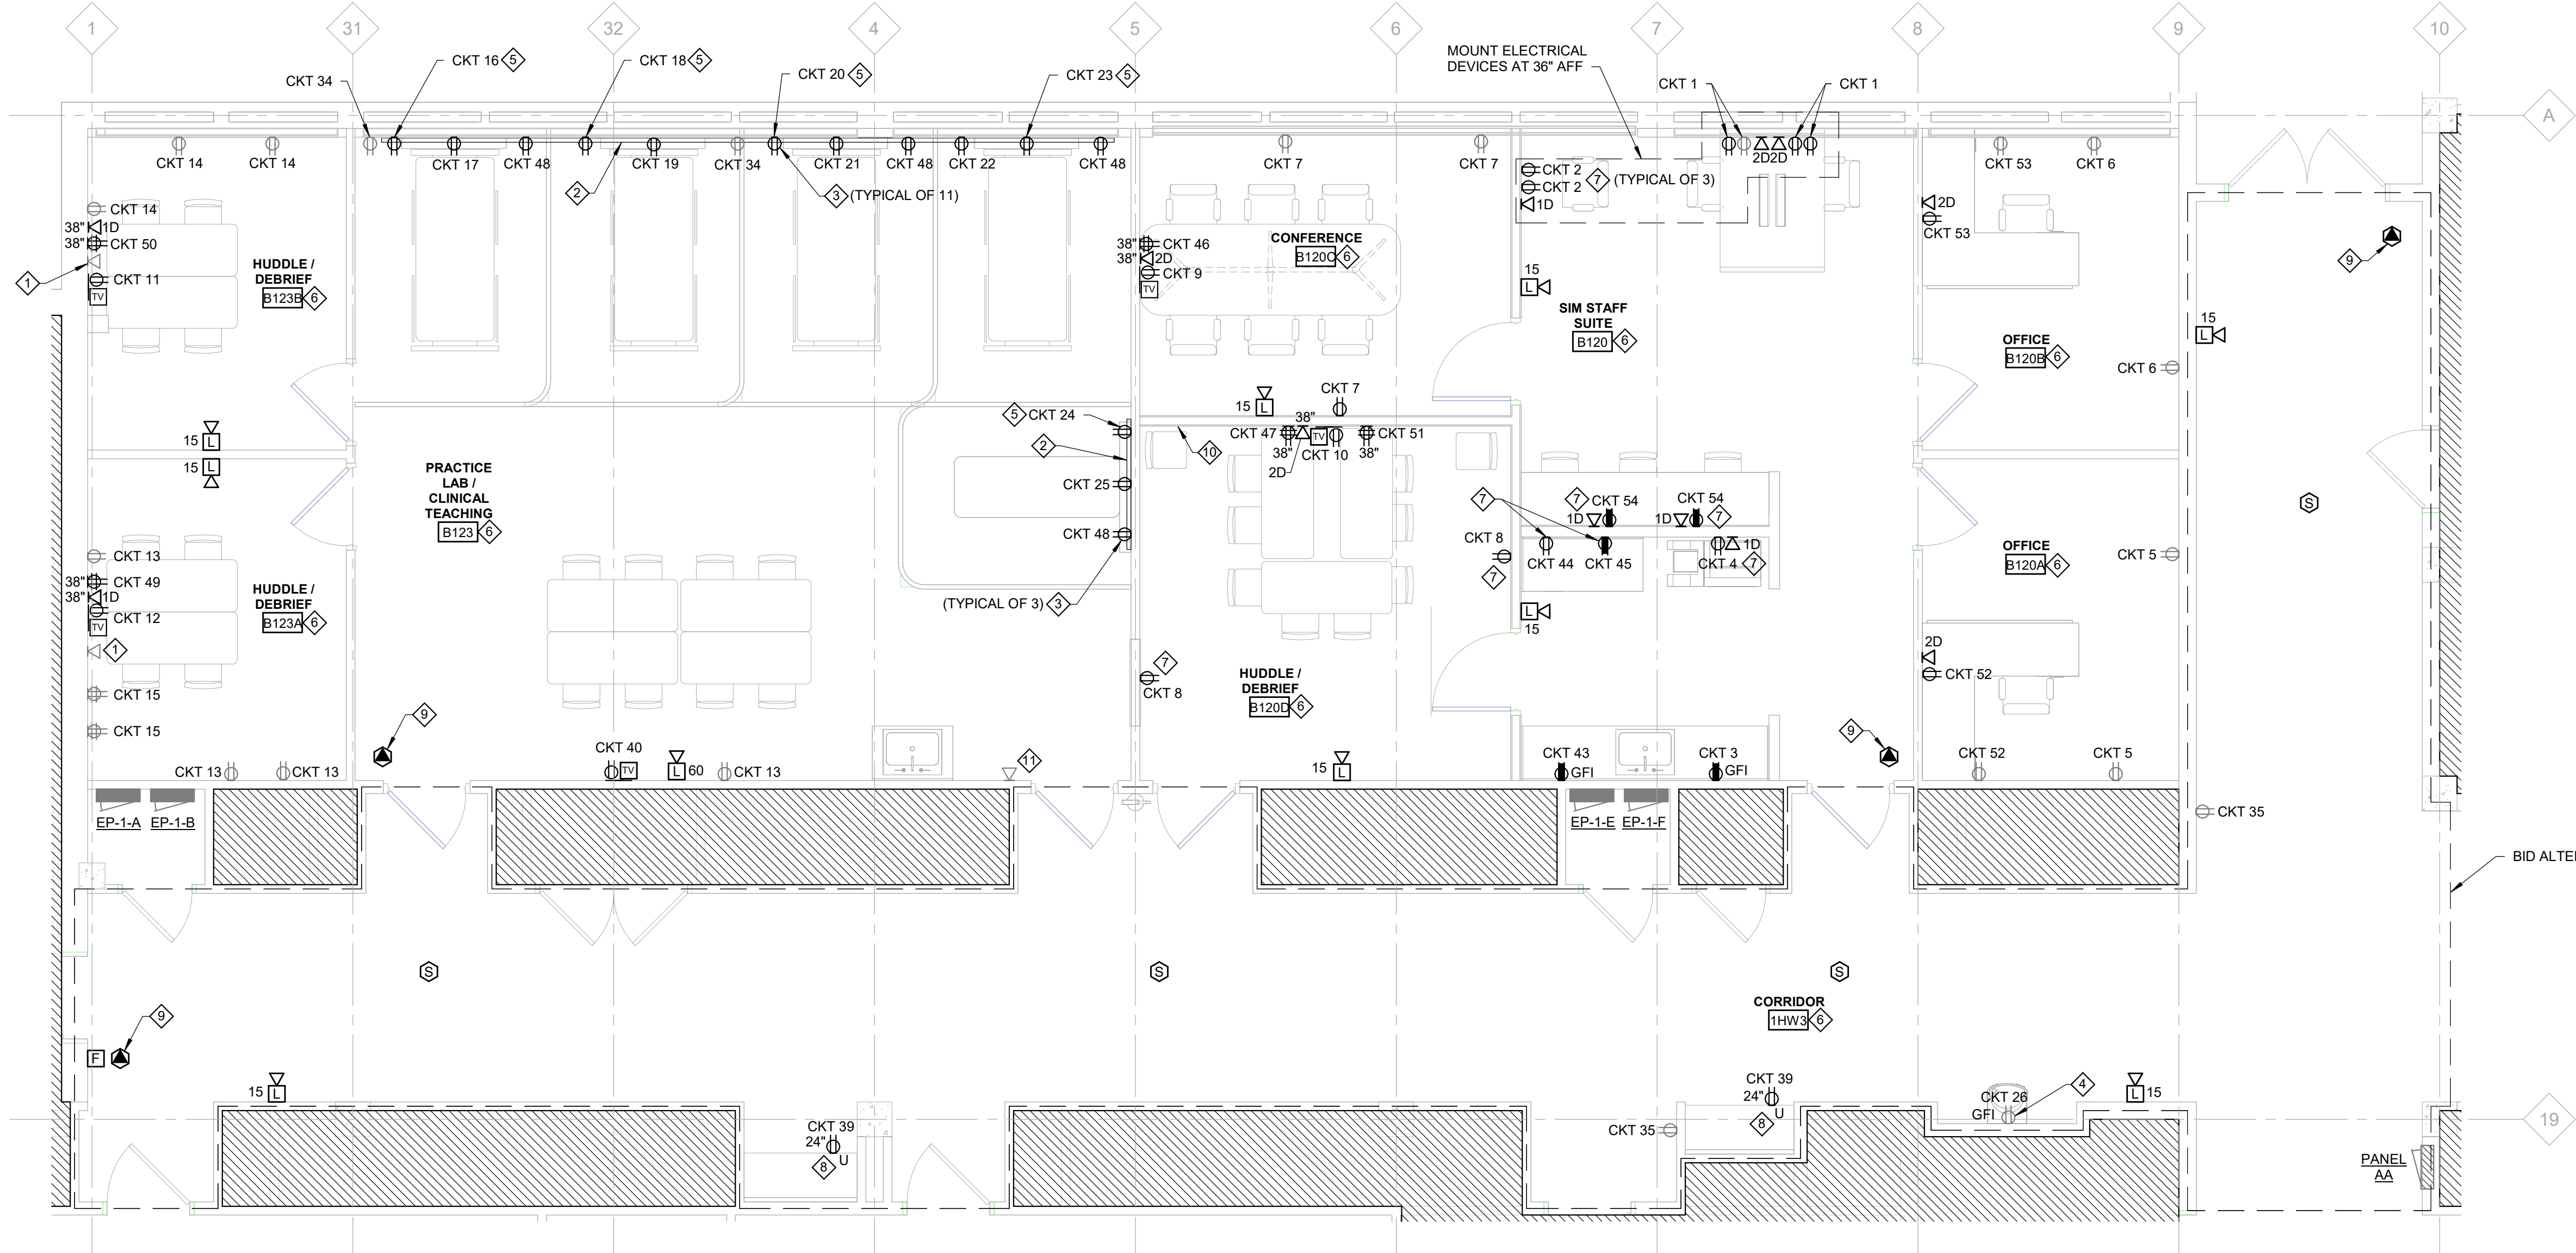 1 31 32 4 5 6 7 8 9 10
CKT 34
CKT 16 5
CKT 18 5
CKT 20 5
CKT 23 5
MOUNT ELECTRICAL
DEVICES AT 36" AFF
CKT 1
CKT 1
A
CKT 14
CKT 14
CKT 17
CKT 48
CKT 19
CKT 34
CKT 21
CKT 48
CKT 22
CKT 48
CKT 7
CKT 7
2D2D
CKT 53
CKT 6
2
3 (TYPICAL OF 11)
CKT 2
CKT 2
7 (TYPICAL OF 3)
1D
CKT 14
38" 1D
38" CKT 50
1
CKT 11
TV
HUDDLE /
DEBRIEF
B123B 6
38" CKT 46
38" 2D
CKT 9
TV
CONFERENCE
B120C 6
15
L
SIM STAFF
SUITE
B120 6
2D
CKT 53
OFFICE
B120B 6
CKT 6
9
15
L
15 L
15 L
15 L
CKT 7
5 CKT 24
2
CKT 25
CKT 48
(TYPICAL OF 3) 3
38"
CKT 47 TV CKT 51
38" CKT 10 38"
2D
10
PRACTICE
LAB /
CLINICAL
TEACHING
B123 6
7
7 CKT 54
CKT 54
1D
1D 7
CKT 8
7
CKT 44
CKT 45
1D
CKT 4 7
L
15
S
OFFICE
B120A 6
CKT 5
CKT 13
38" CKT 49
38" 1D
CKT 12
TV
1
HUDDLE /
DEBRIEF
B123A 6
CKT 15
CKT 15
7
CKT 8
HUDDLE /
DEBRIEF
B120D 6
2D
CKT 52
9
9
CKT 13
CKT 13
CKT 40
TV
L 60
CKT 13
11
15 L
CKT 43
GFI
CKT 3
GFI
CKT 52
CKT 5
EP-1-A
EP-1-B
EP-1-E
EP-1-F
CKT 35
BID ALTE
S
S
S
CORRIDOR
1HW3 6
9
F
15 L
CKT 39
24"
U
8
CKT 26
GFI
4
L 15
CKT 39
24"
U
8
CKT 35
19
PANEL
AA